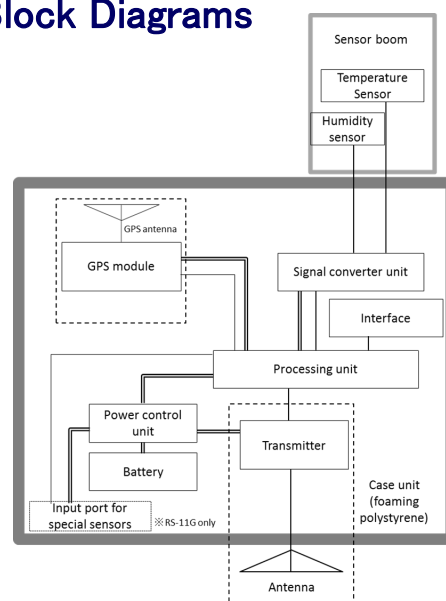 Block Diagrams
Sensor boom
Temperature
Sensor
Humidity
sensor
GPS antenna
GPS module
Signal converter unit
Interface
Processing unit
Power control
unit
Transmitter
Battery
Case unit
(foaming
polystyrene)
Input port for
special sensors
※ RS-11G only
Antenna